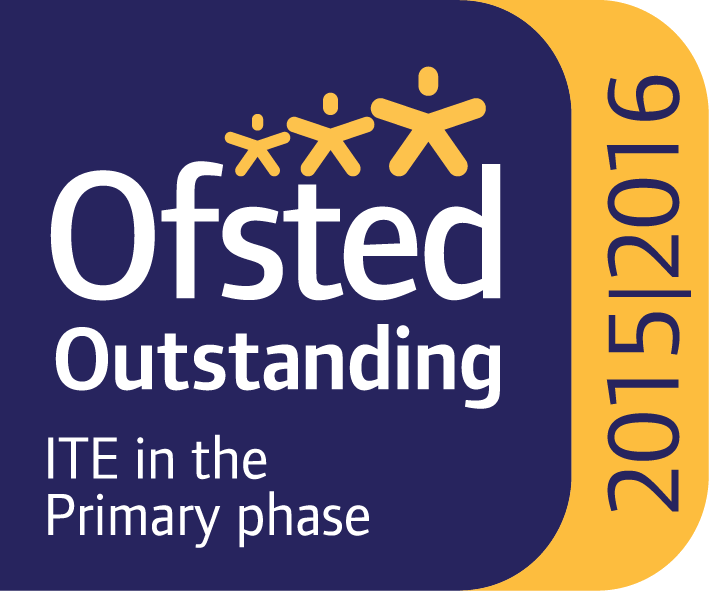 Ofsted
Outstanding
ITE in the
Primary phase
2015|2016